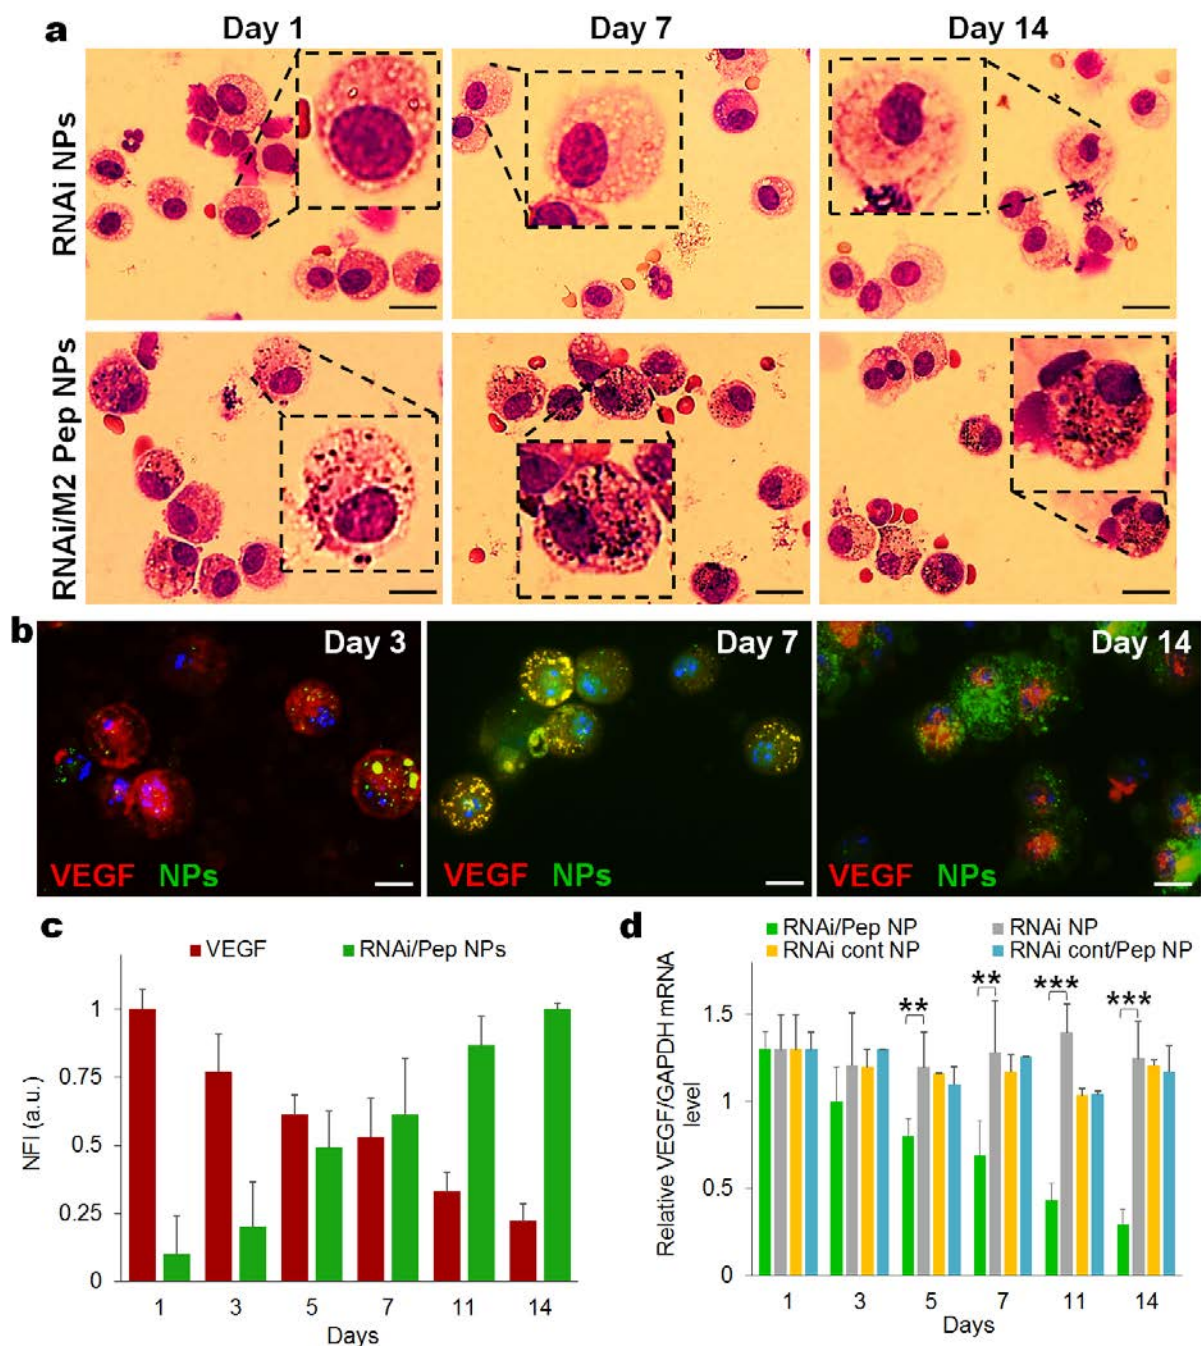 a
Day 1 Day 7 Day 14
RNAi NPs
RNAi/M2 Pep NPs
b
Day 3 Day 7 Day 14
VEGF NPs VEGF NPs VEGF NPs
c
VEGF RNAi/Pep NPs
NFI (a.u.)
1
0.75
0.5
0.25
0
1 3 5 7 11 14
Days
d
RNAi/Pep NP RNAi NP
RNAi cont NP RNAi cont/Pep NP
Relative VEGF/GAPDH mRNA
level
** ** *** ***
1.5
1
0.5
0
1 3 5 7 11 14
Days